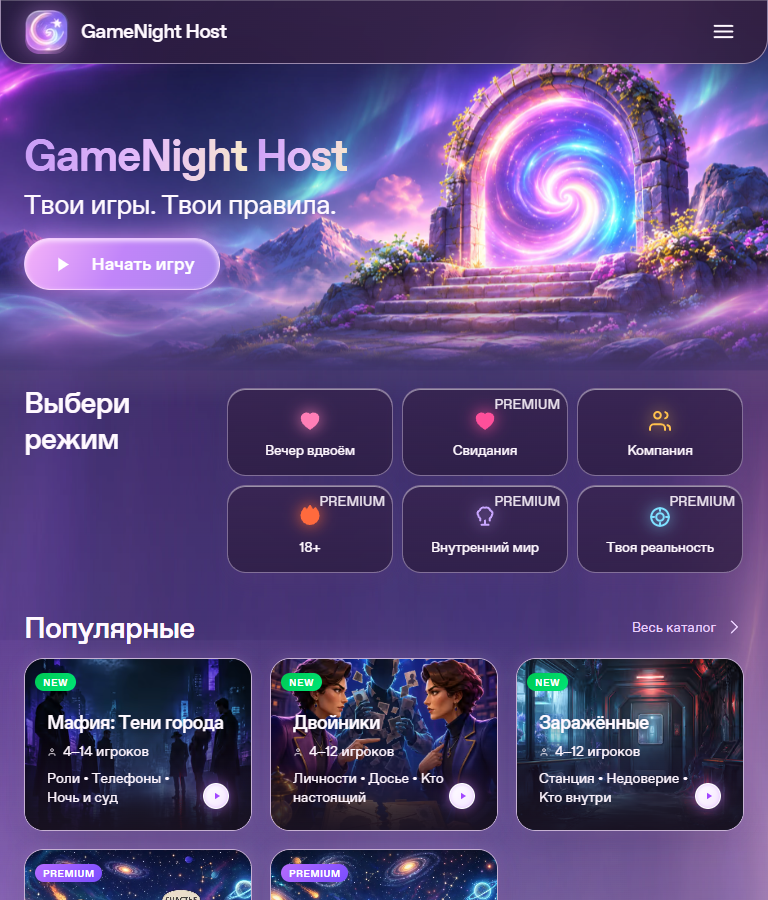 GameNight Host
GameNight Host
Твои игры. Твои правила.
Начать игру
Выбери
режим
Вечер вдвоём
PREMIUM
Свидания
Компания
PREMIUM
18+
PREMIUM
Внутренний мир
PREMIUM
Твоя реальность
Популярные
Весь каталог
NEW
Мафия: Тени города
4–14 игроков
Роли • Телефоны •
Ночь и суд
NEW
Двойники
4–12 игроков
Личности • Досье • Кто
настоящий
NEW
Заражённые
4–12 игроков
Станция • Недоверие •
Кто внутри
PREMIUM
СЧАСТЬЕ
PREMIUM